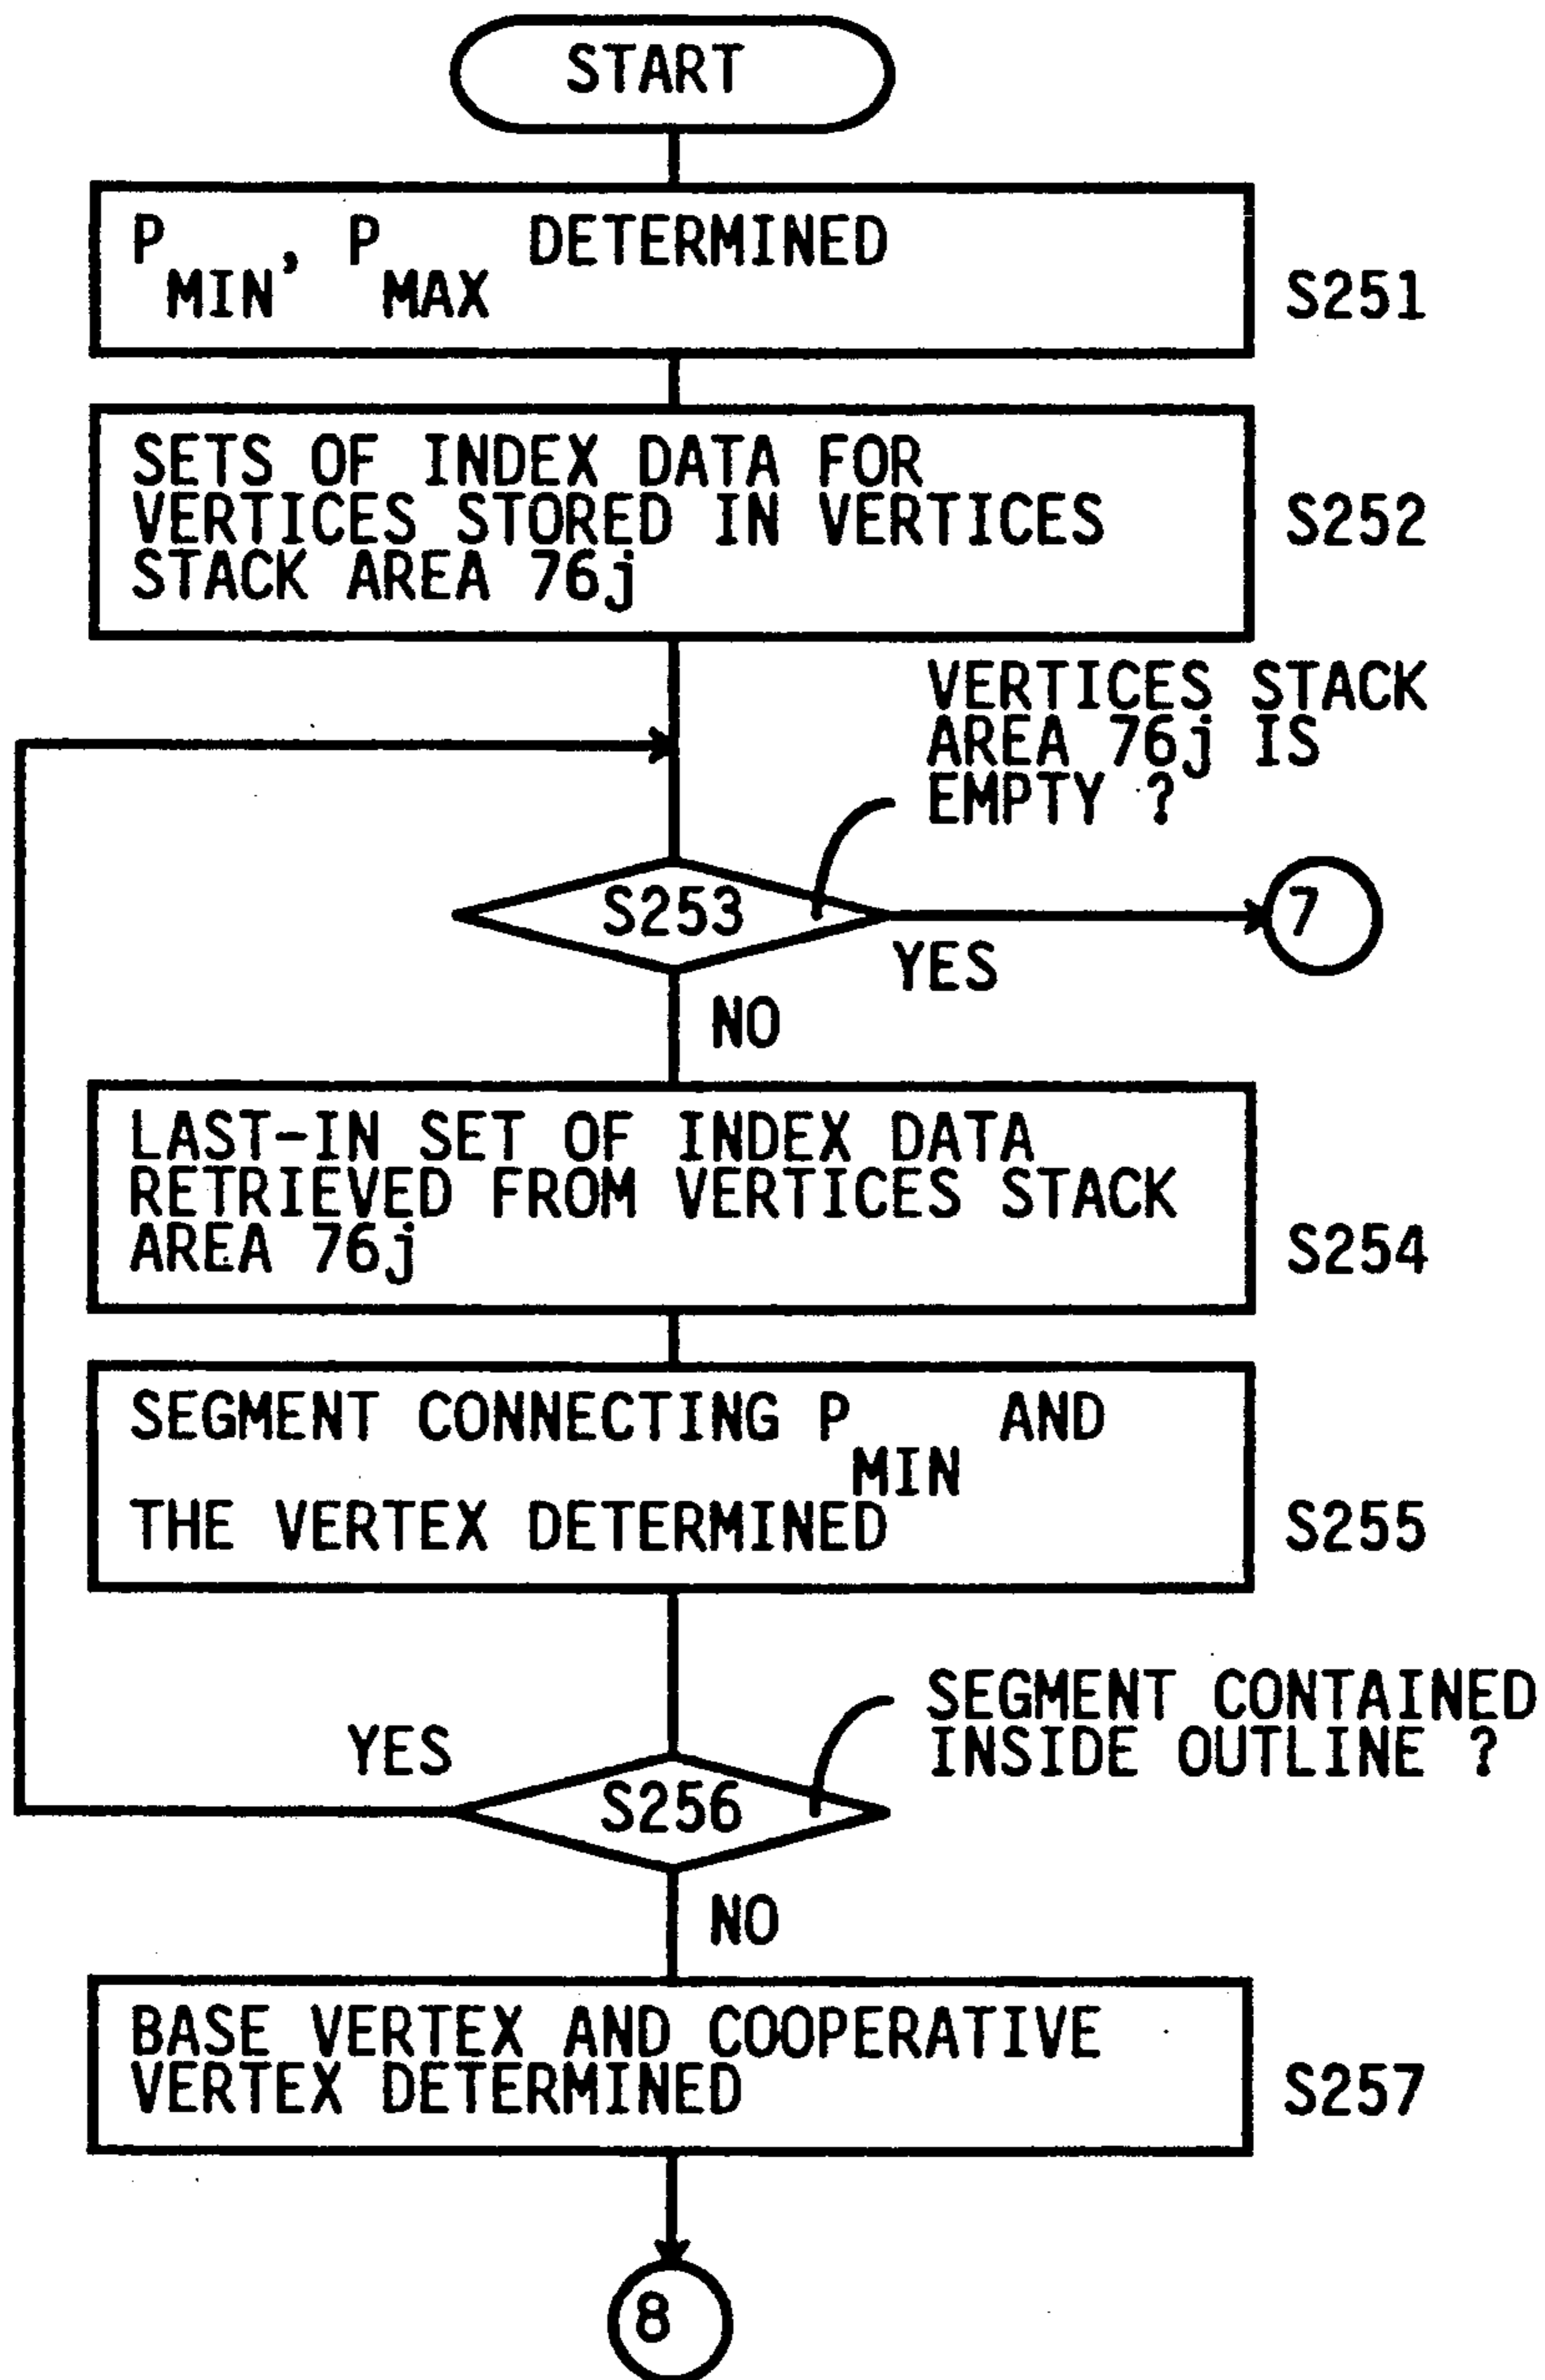 START
P MIN, P MAX DETERMINED
S251
SETS OF INDEX DATA FOR
VERTICES STORED IN VERTICES
STACK AREA 76j
S252
VERTICES STACK
AREA 76j IS
EMPTY ?
S253
7
YES
NO
LAST-IN SET OF INDEX DATA
RETRIEVED FROM VERTICES STACK
AREA 76j
S254
SEGMENT CONNECTING P MIN AND
THE VERTEX DETERMINED
S255
SEGMENT CONTAINED
INSIDE OUTLINE ?
YES
S256
NO
BASE VERTEX AND COOPERATIVE
VERTEX DETERMINED
S257
8